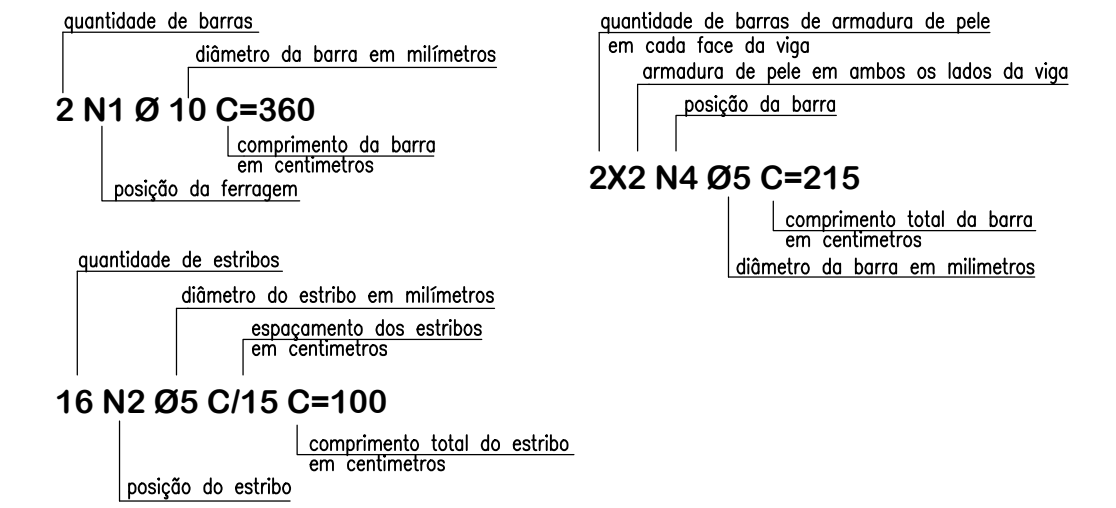 quantidade de barras
diâmetro da barra em milímetros
2 N1 Ø 10 C=360
comprimento da barra
em centimetros
posição da ferragem
quantidade de estribos
diâmetro do estribo em milímetros
espaçamento dos estribos
em centimetros
16 N2 Ø5 C/15 C=100
comprimento total do estribo
em centimetros
posição do estribo
quantidade de barras de armadura de pele
em cada face da viga
armadura de pele em ambos os lados da viga
posição da barra
2X2 N4 Ø5 C=215
comprimento total da barra
em centimetros
diâmetro da barra em milimetros